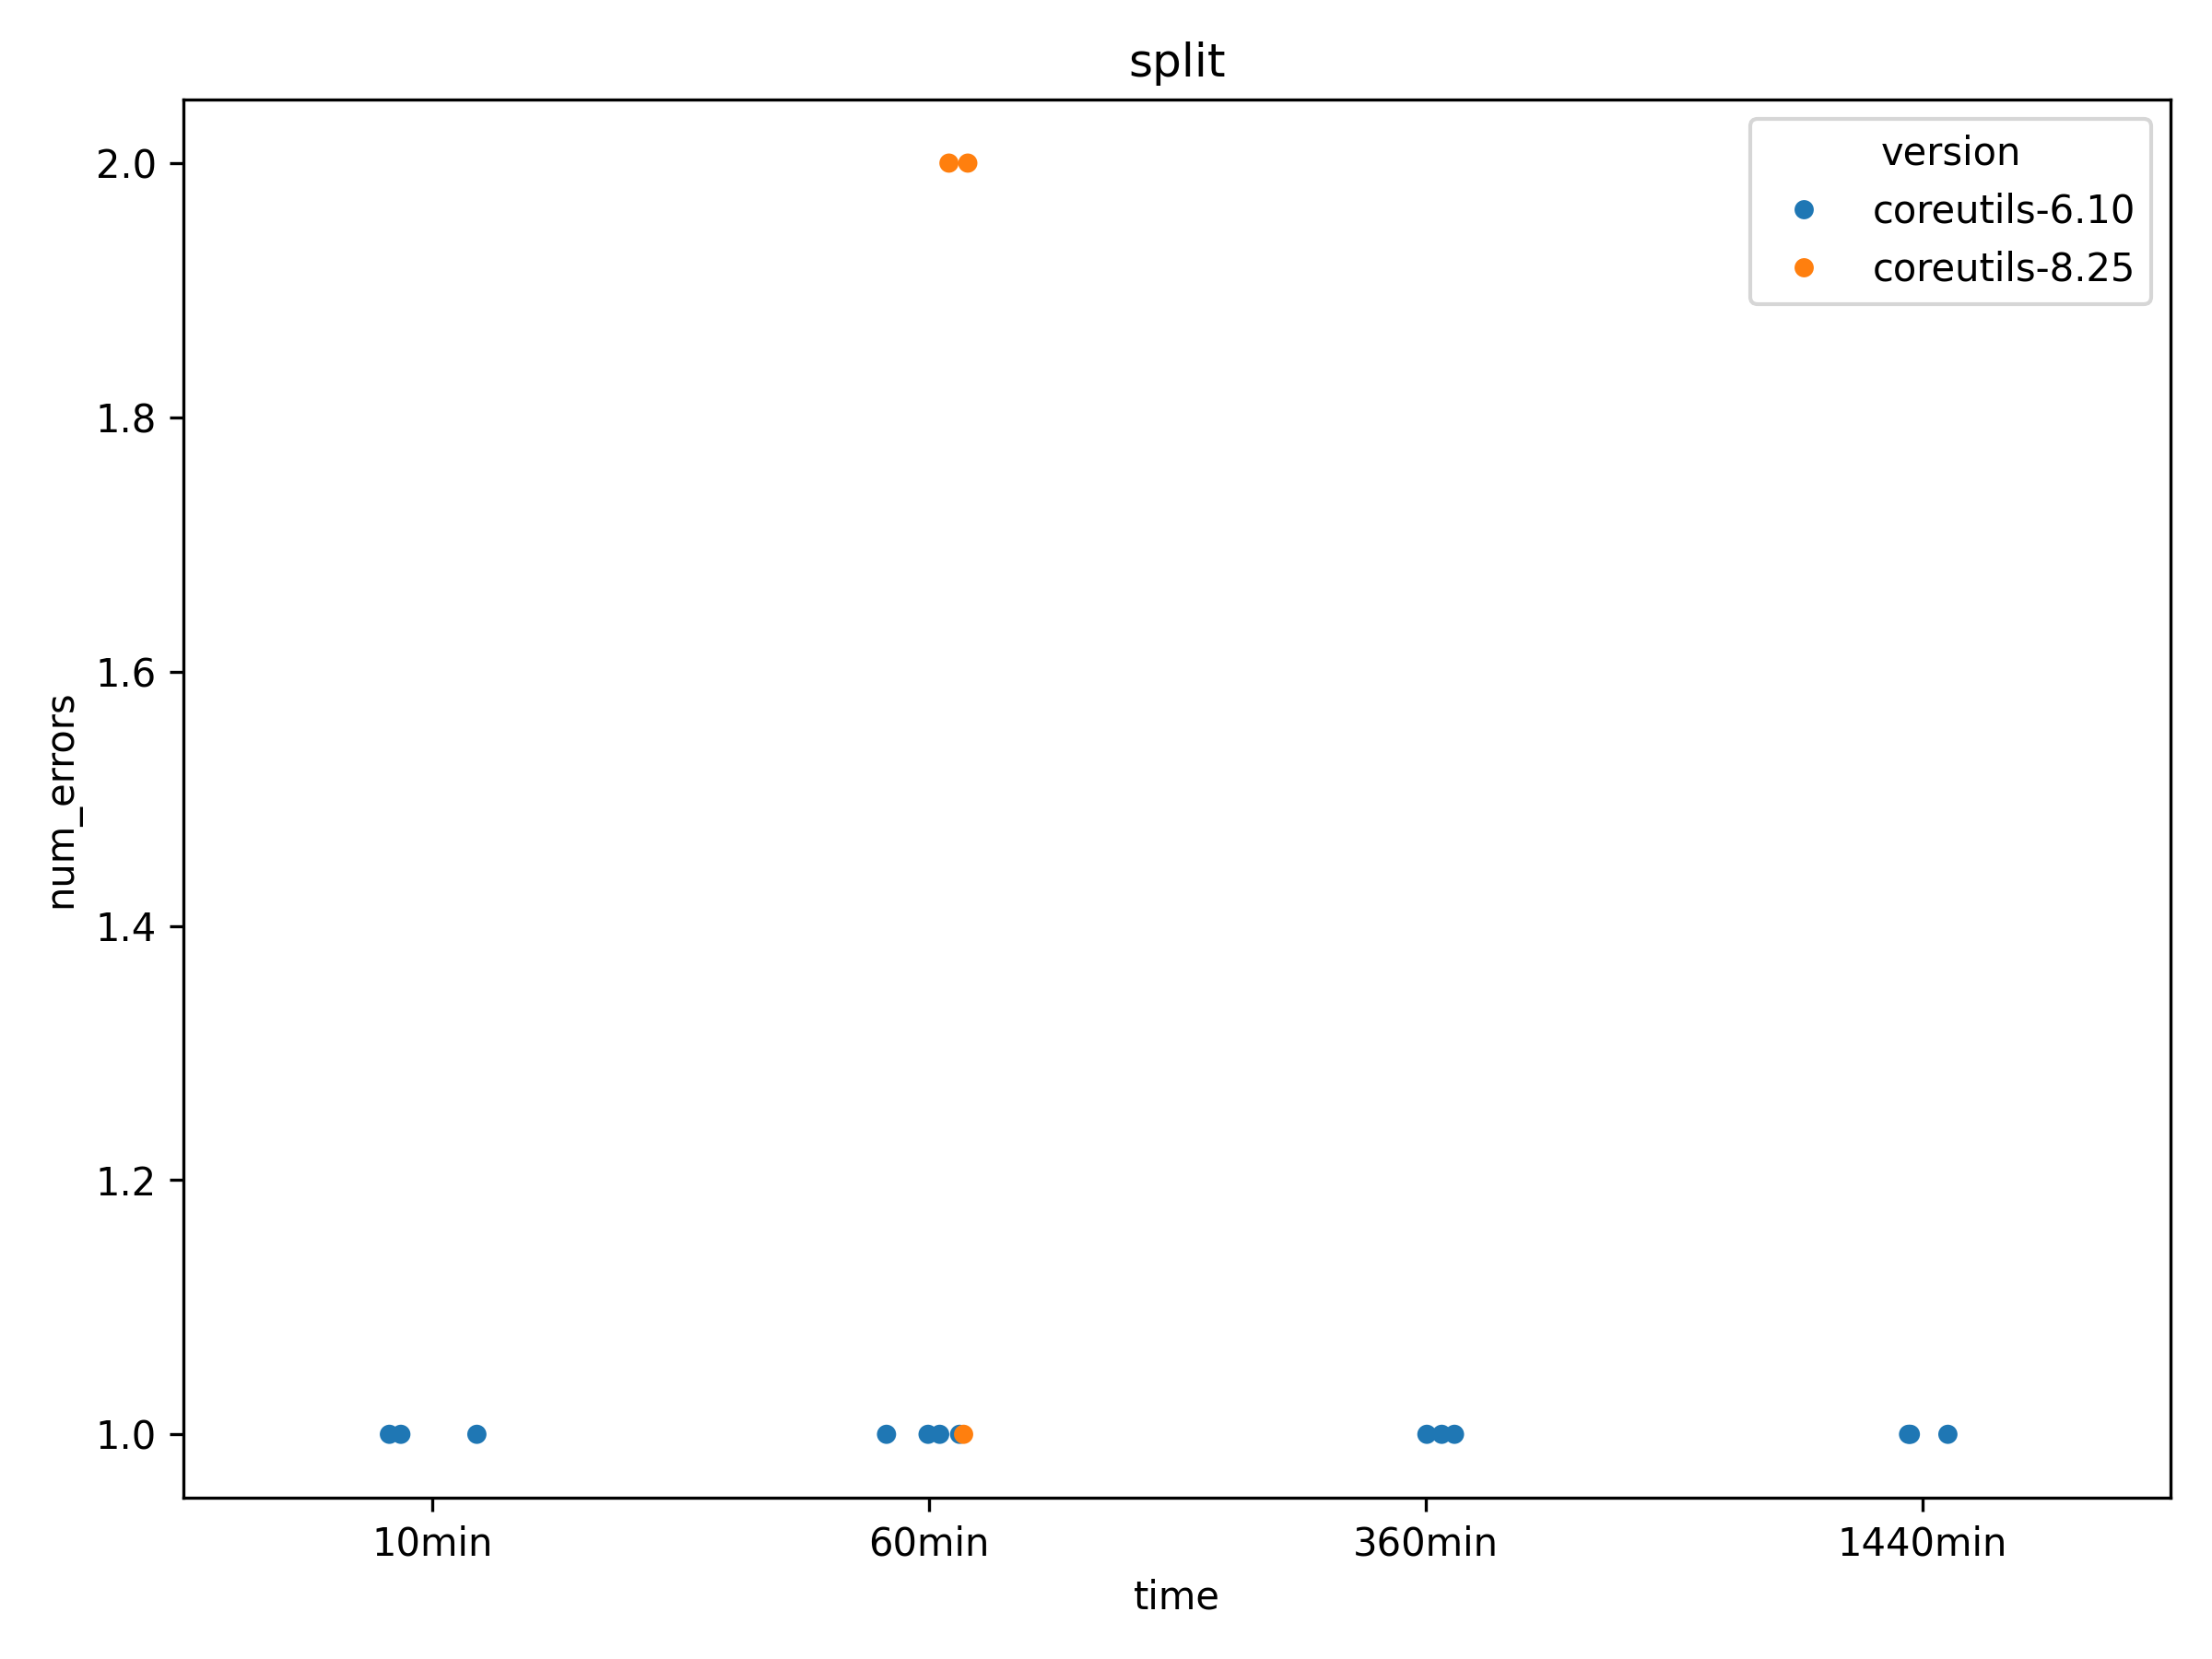 split
version
coreutils-6.10
coreutils-8.25
2.0
1.8
1.6
1.4
1.2
1.0
num_errors
10min
60min
360min
1440min
time